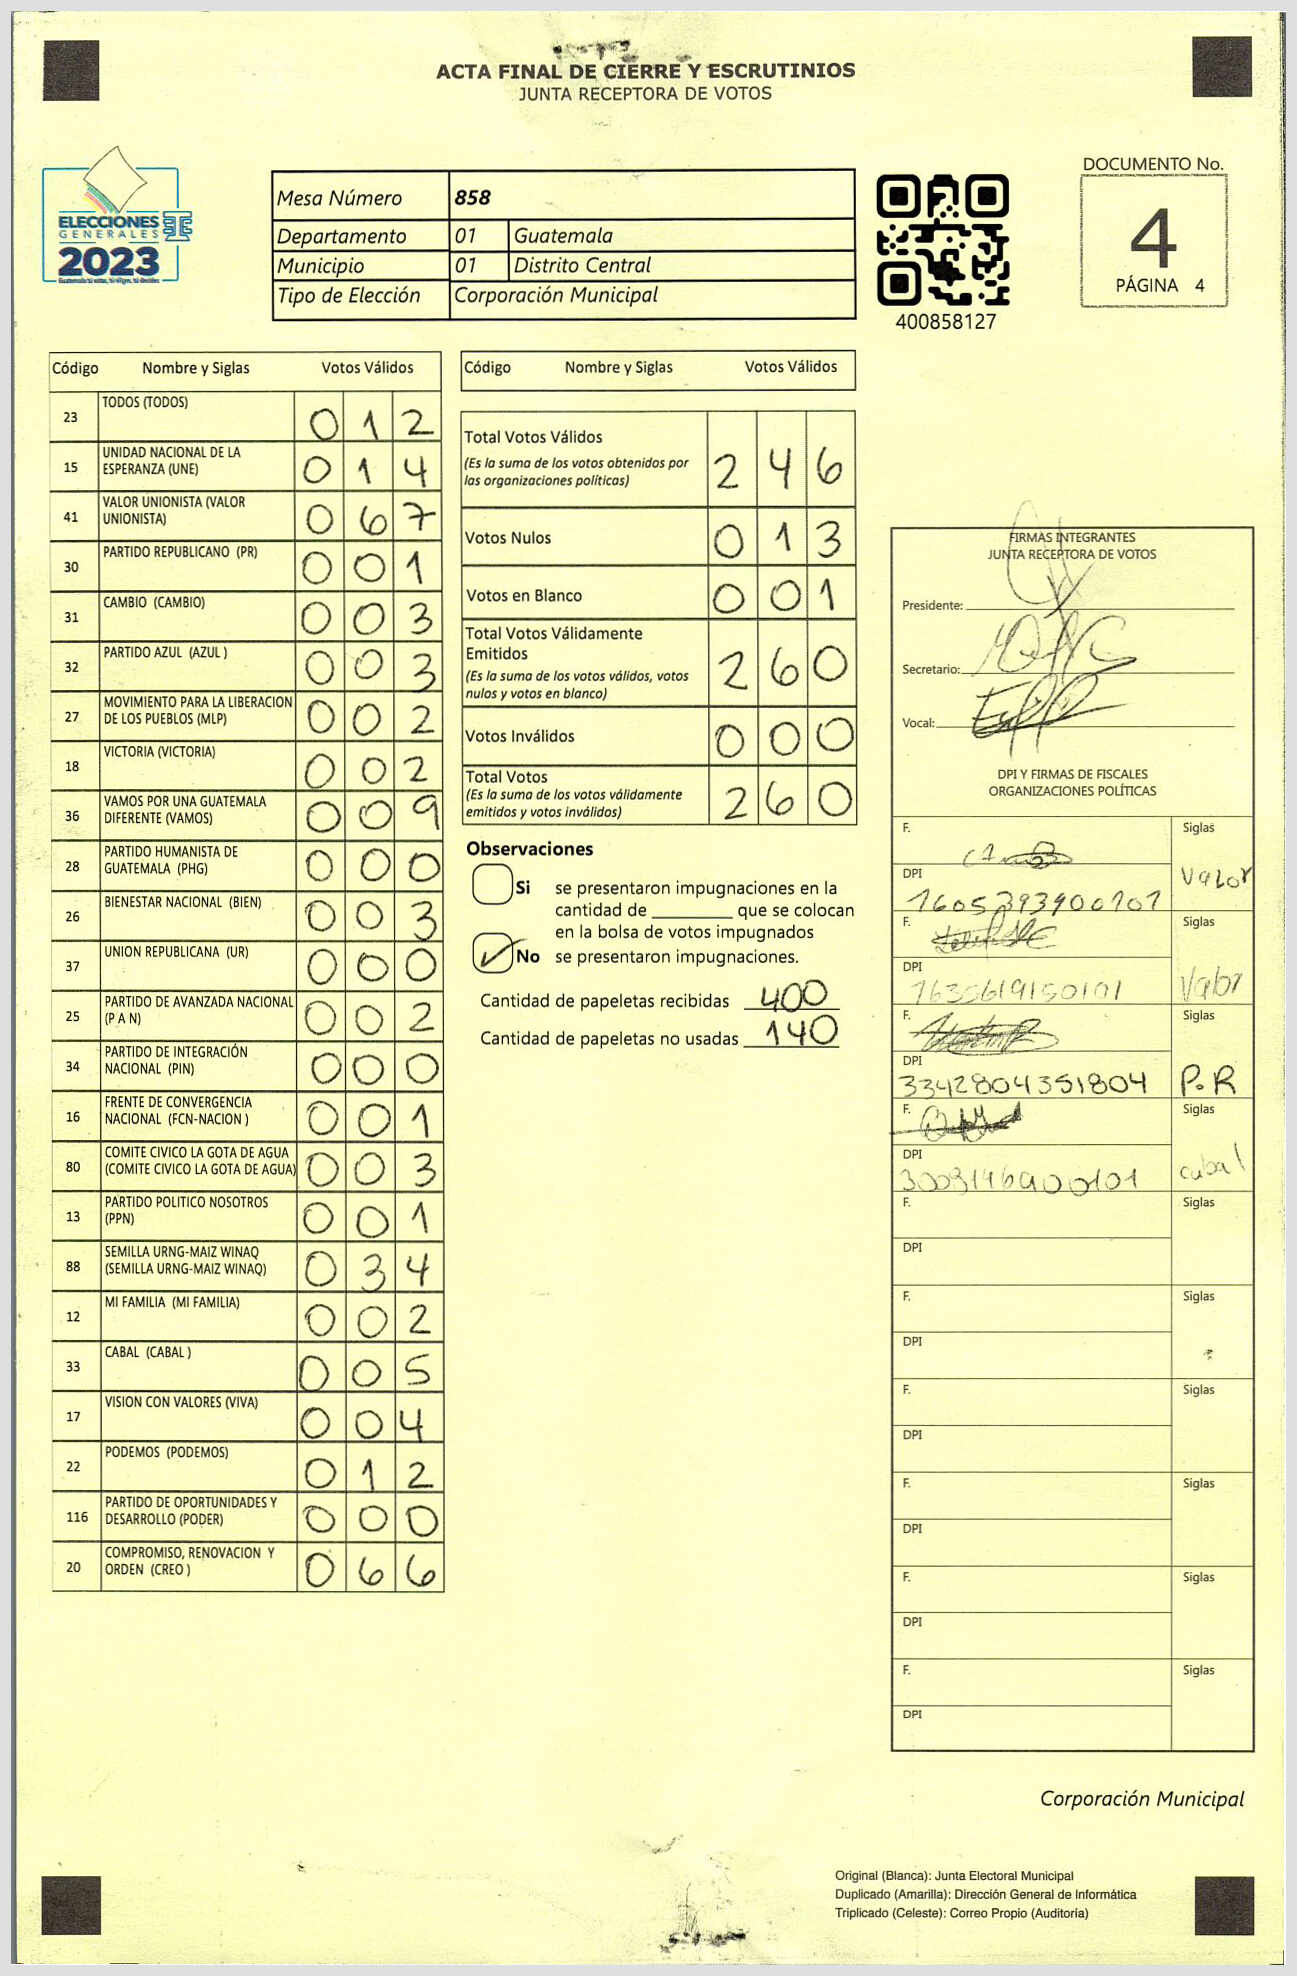 ACTA FINAL DE CIERRE Y ESCRUTINIOS
JUNTA RECEPTORA DE VOTOS
ELECCIONES
GENERALES
2023
Mesa Número 858
Departamento 01 Guatemala
Municipio 01 Distrito Central
Tipo de Elección Corporación Municipal
400858127
DOCUMENTO No.
4
PÁGINA 4
Código Nombre y Siglas Votos Válidos
23 TODOS (TODOS) 0 1 2
15 UNIDAD NACIONAL DE LA
ESPERANZA (UNE) 0 1 4
41 VALOR UNIONISTA (VALOR
UNIONISTA) 0 6 7
30 PARTIDO REPUBLICANO (PR) 0 0 1
31 CAMBIO (CAMBIO) 0 0 3
32 PARTIDO AZUL (AZUL ) 0 0 3
27 MOVIMIENTO PARA LA LIBERACION
DE LOS PUEBLOS (MLP) 0 0 2
18 VICTORIA (VICTORIA) 0 0 2
36 VAMOS POR UNA GUATEMALA
DIFERENTE (VAMOS) 0 0 9
28 PARTIDO HUMANISTA DE
GUATEMALA (PHG) 0 0 0
26 BIENESTAR NACIONAL (BIEN) 0 0 3
37 UNION REPUBLICANA (UR) 0 0 0
25 PARTIDO DE AVANZADA NACIONAL
(P A N) 0 0 2
34 PARTIDO DE INTEGRACIÓN
NACIONAL (PIN) 0 0 0
16 FRENTE DE CONVERGENCIA
NACIONAL (FCN-NACION ) 0 0 1
80 COMITE CIVICO LA GOTA DE AGUA
(COMITE CIVICO LA GOTA DE AGUA) 0 0 3
13 PARTIDO POLITICO NOSOTROS
(PPN) 0 0 1
88 SEMILLA URNG-MAIZ WINAQ
(SEMILLA URNG-MAIZ WINAQ) 0 3 4
12 MI FAMILIA (MI FAMILIA) 0 0 2
33 CABAL (CABAL ) 0 0 5
17 VISION CON VALORES (VIVA) 0 0 4
22 PODEMOS (PODEMOS) 0 1 2
116 PARTIDO DE OPORTUNIDADES Y
DESARROLLO (PODER) 0 0 0
20 COMPROMISO, RENOVACION Y
ORDEN (CREO ) 0 6 6
Código Nombre y Siglas Votos Válidos
Total Votos Válidos 2 4 6
(Es la suma de los votos obtenidos por
las organizaciones políticas)
Votos Nulos 0 1 3
Votos en Blanco 0 0 1
Total Votos Válidamente
Emitidos 2 6 0
(Es la suma de los votos válidos, votos
nulos y votos en blanco)
Votos Inválidos 0 0 0
Total Votos 2 6 0
(Es la suma de los votos válidamente
emitidos y votos inválidos)
Observaciones
Si se presentaron impugnaciones en la
cantidad de ________ que se colocan
en la bolsa de votos impugnados
No se presentaron impugnaciones.
Cantidad de papeletas recibidas 400
Cantidad de papeletas no usadas 140
FIRMAS INTEGRANTES
JUNTA RECEPTORA DE VOTOS
Presidente:
Secretario:
Vocal:
DPI Y FIRMAS DE FISCALES
ORGANIZACIONES POLÍTICAS
F. Siglas
Valor
DPI
1605393900101
F. Siglas
DPI
1635619150101 Valor
F. Siglas
DPI
3342804351804 P.R
F. Siglas
DPI
cabal
F. Siglas
DPI
F. Siglas
DPI
F. Siglas
DPI
F. Siglas
DPI
F. Siglas
DPI
F. Siglas
DPI
Corporación Municipal
Original (Blanca): Junta Electoral Municipal
Duplicado (Amarilla): Dirección General de Informática
Triplicado (Celeste): Correo Propio (Auditoría)